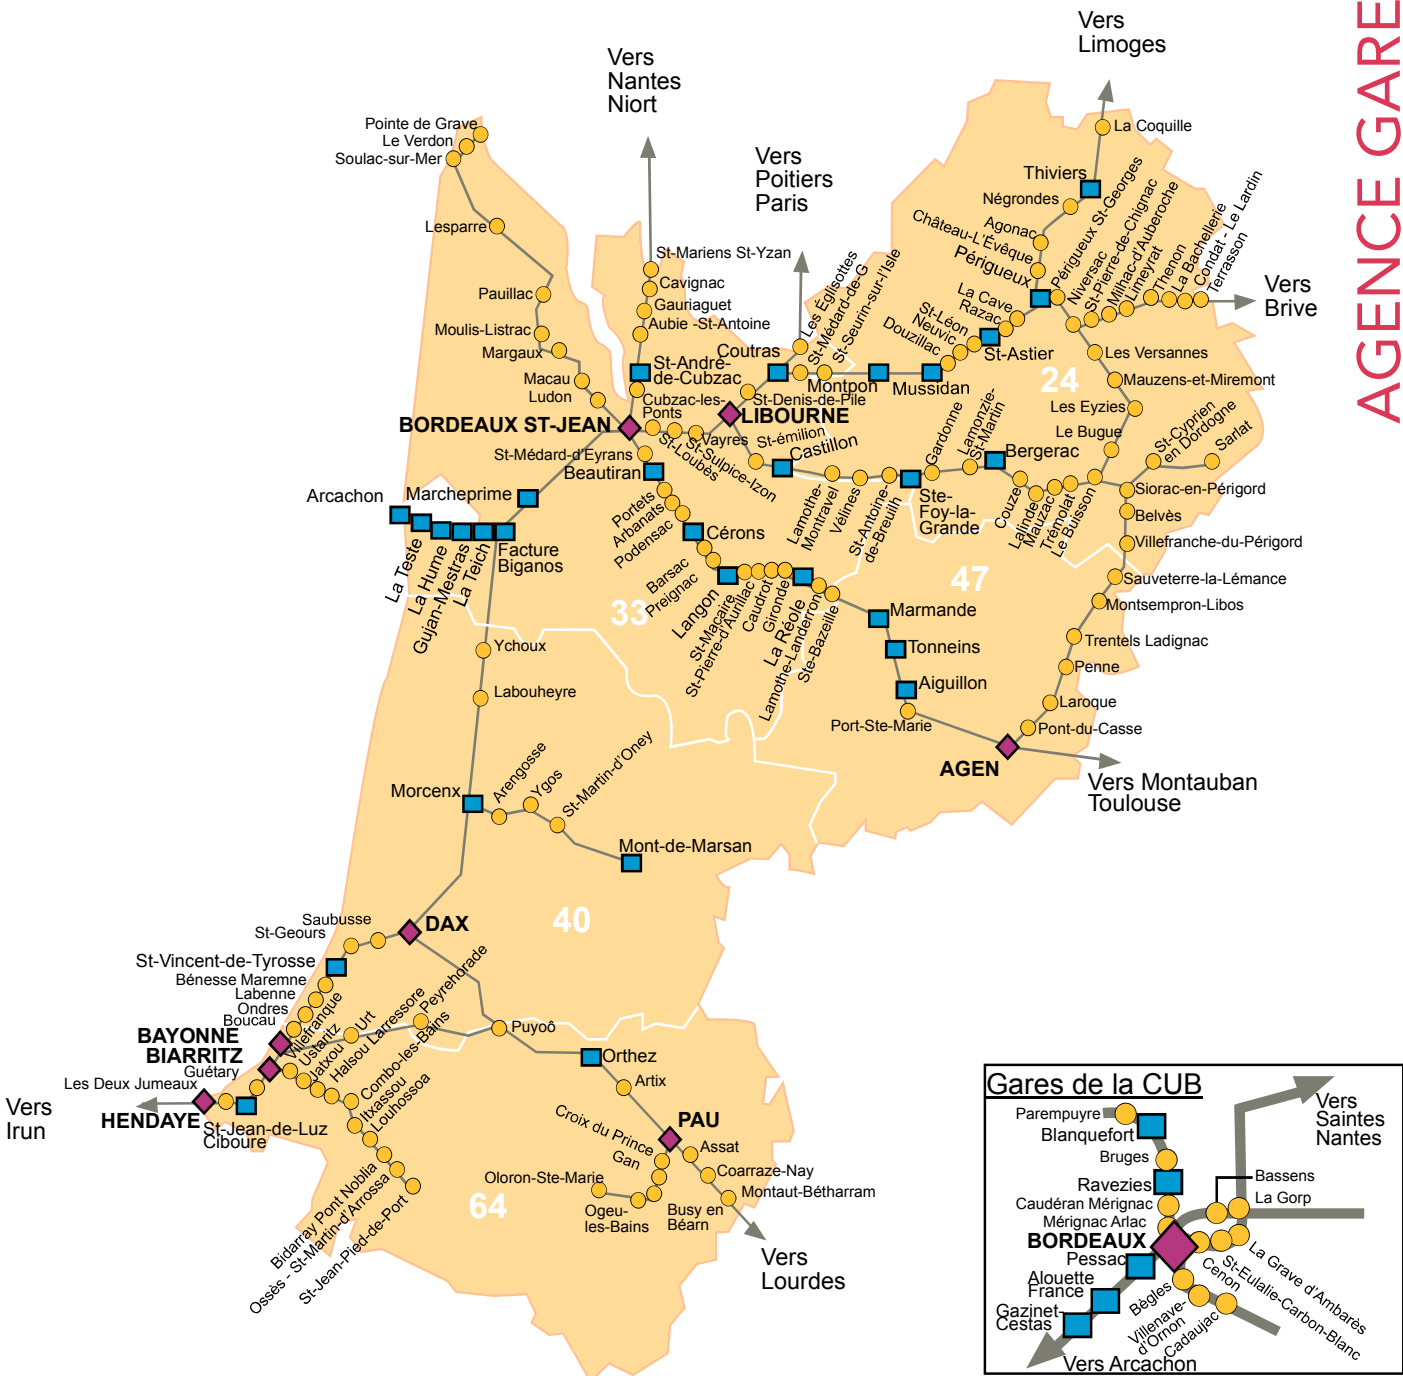 AGENCE GARE
Vers
Limoges
Vers
Nantes
Niort
Vers
Poitiers
Paris
Pointe de Grave
Le Verdon
Soulac-sur-Mer
Lesparre
Pauillac
Moulis-Listrac
Margaux
Macau
Ludon
BORDEAUX ST-JEAN
St-Mariens St-Yzan
Cavignac
Gauriaguet
Aubie -St-Antoine
St-André-
de-Cubzac
Cubzac-les-
Ponts
St-Loubès
St-Sulpice-Izon
Vayres
LIBOURNE
St-Denis-de-Pile
Coutras
Les Églisottes
St-Médard-de-G
St-Seurin-sur-l'Isle
Montpon
Mussidan
Douzillac
Neuvic
St-Léon
St-Astier
Razac
La Cave
Périgueux
Château-L'Évêque
Agonac
Négrondes
Thiviers
La Coquille
Périgueux St-Georges
Niversac
St-Pierre-de-Chignac
Milhac-d'Auberoche
Limeyrat
Thenon
La Bachellerie
Condat - Le Lardin
Terrasson
Vers
Brive
24
Les Versannes
Mauzens-et-Miremont
Les Eyzies
Le Bugue
St-Cyprien
en Dordogne
Sarlat
Siorac-en-Périgord
Belvès
Villefranche-du-Périgord
Sauveterre-la-Lémance
Montsempron-Libos
Trentels Ladignac
Penne
Laroque
Pont-du-Casse
AGEN
Vers Montauban
Toulouse
St-émilion
Castillon
Lamothe-
Montravel
Vélines
St-Antoine-
de-Breuilh
Ste-
Foy-la-
Grande
Gardonne
Lamonzie-
St-Martin
Bergerac
Couze
Lalinde
Mauzac
Trémolat
Le Buisson
47
St-Médard-d'Eyrans
Beautiran
Portets
Arbanats
Podensac
Cérons
Barsac
Preignac
Langon
St-Macaire
St-Pierre-d'Aurillac
Caudrot
Gironde
La Réole
Lamothe-Landerron
Ste-Bazeille
33
Marmande
Tonneins
Aiguillon
Port-Ste-Marie
Arcachon
Marcheprime
La Teste
La Hume
Gujan-Mestras
La Teich
Facture
Biganos
Ychoux
Labouheyre
Morcenx
Arengosse
Ygos
St-Martin-d'Oney
Mont-de-Marsan
40
DAX
Saubusse
St-Geours
St-Vincent-de-Tyrosse
Bénesse Maremne
Labenne
Ondres
Boucau
BAYONNE
BIARRITZ
Guétary
Les Deux Jumeaux
HENDAYE
Vers
Irun
St-Jean-de-Luz
Ciboure
Villefranque
Ustaritz
Jatxou
Halsou Larressore
Urt
Peyrehorade
Combo-les-Bains
Itxassou
Louhossoa
Bidarray Pont Noblia
Ossès - St-Martin-d'Arrossa
St-Jean-Pied-de-Port
Puyoô
Orthez
Artix
PAU
Croix du Prince
Gan
Oloron-Ste-Marie
Ogeu-
les-Bains
Busy en
Béarn
Assat
Coarraze-Nay
Montaut-Bétharram
Vers
Lourdes
64
Gares de la CUB
Parempuyre
Blanquefort
Bruges
Ravezies
Caudéran Mérignac
Mérignac Arlac
BORDEAUX
Pessac
Alouette
France
Gazinet-
Cestas
Vers Arcachon
Bègles
Villenave-
d'Ornon
Cadaujac
Cenon
St-Eulalie-Carbon-Blanc
La Grave d'Ambarès
Bassens
La Gorp
Vers
Saintes
Nantes